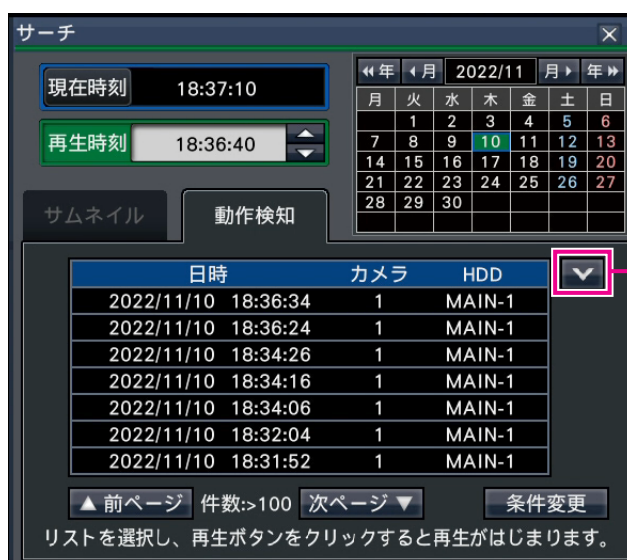 サーチ
現在時刻 18:37:10
再生時刻 18:36:40
年 月 2022/11 月 年
月 火 水 木 金 土 日
1 2 3 4 5 6
7 8 9 10 11 12 13
14 15 16 17 18 19 20
21 22 23 24 25 26 27
28 29 30
サムネイル 動作検知
日時 カメラ HDD
2022/11/10 18:36:34 1 MAIN-1
2022/11/10 18:36:24 1 MAIN-1
2022/11/10 18:34:26 1 MAIN-1
2022/11/10 18:34:16 1 MAIN-1
2022/11/10 18:34:06 1 MAIN-1
2022/11/10 18:32:04 1 MAIN-1
2022/11/10 18:31:52 1 MAIN-1
▲ 前ページ 件数:>100 次ページ ▼ 条件変更
リストを選択し、再生ボタンをクリックすると再生がはじまります。